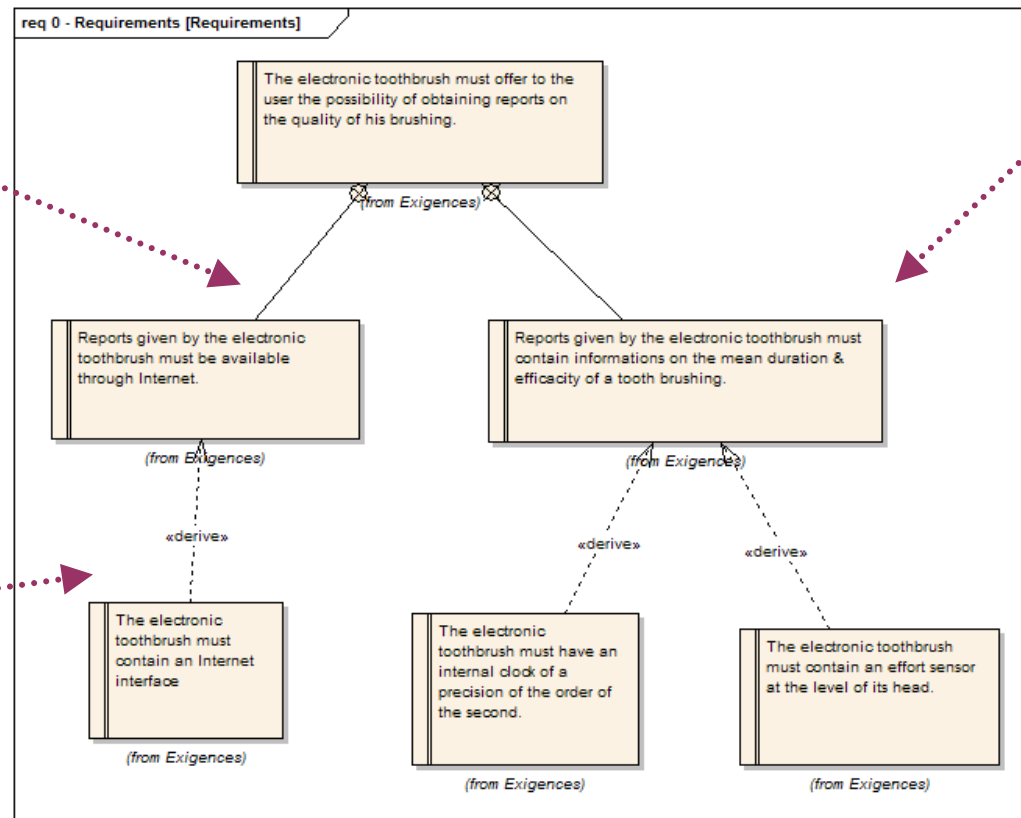 req 0 - Requirements [Requirements]
The electronic toothbrush must offer to the
user the possibility of obtaining reports on
the quality of his brushing.
(from Exigences)
Reports given by the electronic
toothbrush must be available
through Internet.
(from Exigences)
Reports given by the electronic toothbrush must
contain informations on the mean duration &
efficacity of a tooth brushing.
(from Exigences)
«derive»
«derive»
«derive»
The electronic
toothbrush must
contain an Internet
interface
(from Exigences)
The electronic
toothbrush must have an
internal clock of a
precision of the order of
the second.
(from Exigences)
The electronic toothbrush
must contain an effort sensor
at the level of its head.
(from Exigences)